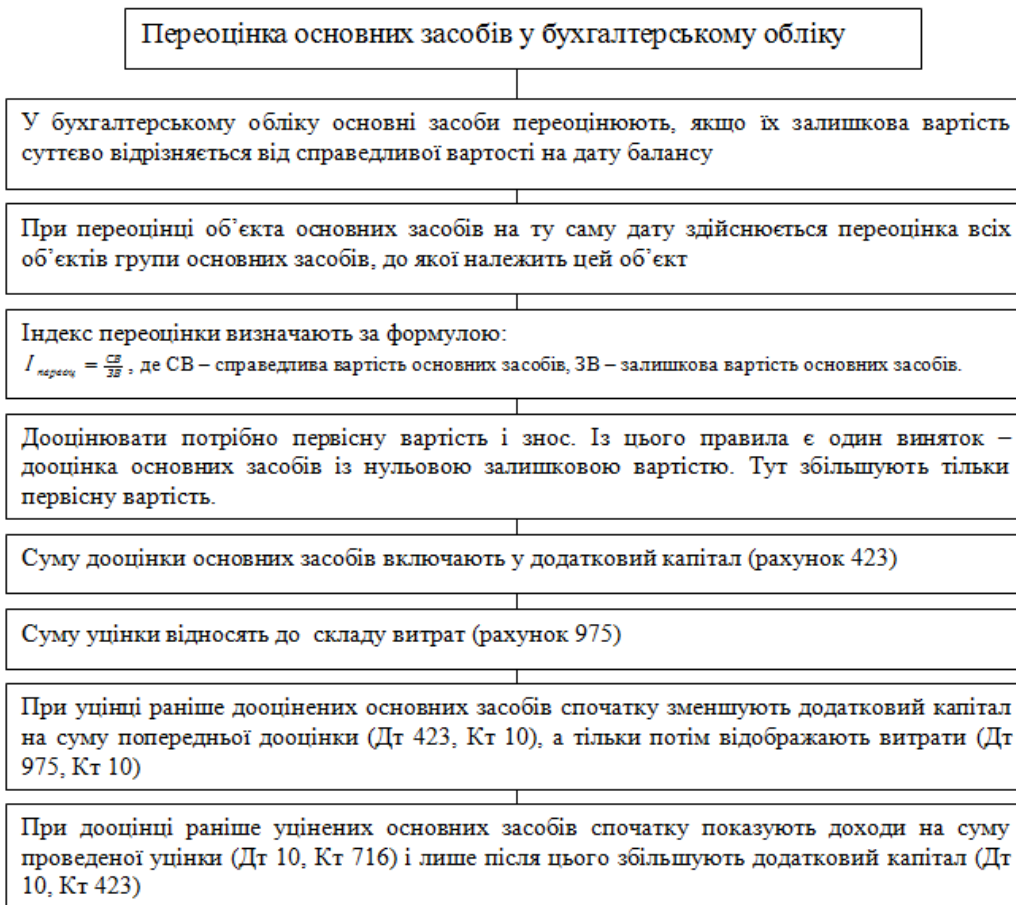 Переоцінка основних засобів у бухгалтерському обліку
У бухгалтерському обліку основні засоби переоцінюють, якщо їх залишкова вартість
суттєво відрізняється від справедливої вартості на дату балансу
При переоцінці об’єкта основних засобів на ту саму дату здійснюється переоцінка всіх
об’єктів групи основних засобів, до якої належить цей об’єкт
Індекс переоцінки визначають за формулою:
I переоц = СВ/ЗВ, де СВ – справедлива вартість основних засобів, ЗВ – залишкова вартість основних засобів.
Дооцінювати потрібно первісну вартість і знос. Із цього правила є один виняток –
дооцінка основних засобів із нульовою залишковою вартістю. Тут збільшують тільки
первісну вартість.
Суму дооцінки основних засобів включають у додатковий капітал (рахунок 423)
Суму уцінки відносять до складу витрат (рахунок 975)
При уцінці раніше дооцінених основних засобів спочатку зменшують додатковий капітал
на суму попередньої дооцінки (Дт 423, Кт 10), а тільки потім відображають витрати (Дт
975, Кт 10)
При дооцінці раніше уцінених основних засобів спочатку показують доходи на суму
проведеної уцінки (Дт 10, Кт 716) і лише після цього збільшують додатковий капітал (Дт
10, Кт 423)